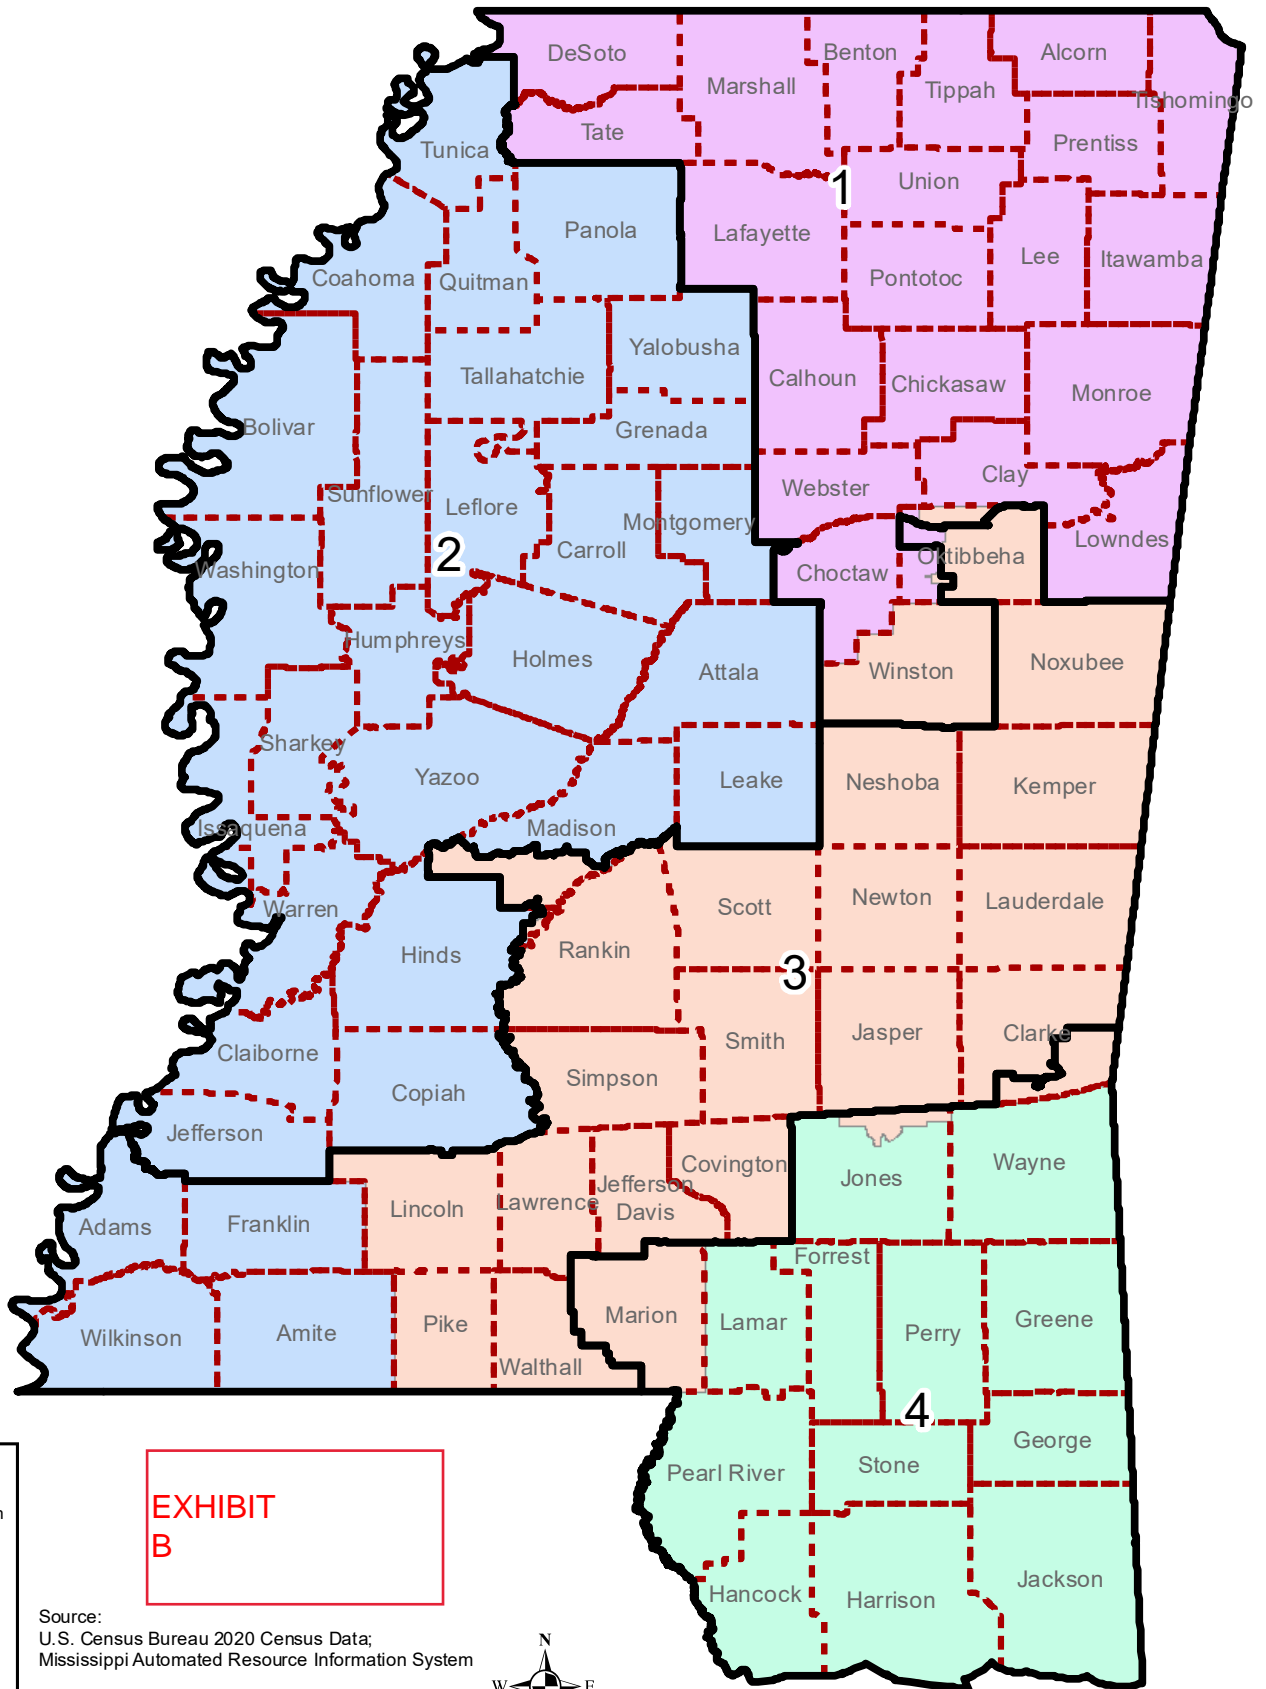 DeSoto
Benton
Alcorn
Marshall
Tippah
Tishomingo
Tate
Prentiss
Tunica
1
Union
Panola
Lafayette
Lee
Itawamba
Coahoma
Quitman
Pontotoc
Yalobusha
Tallahatchie
Calhoun
Chickasaw
Monroe
Bolivar
Grenada
Clay
Webster
Sunflower
Leflore
Montgomery
Carroll
2
Lowndes
Oktibbeha
Washington
Choctaw
Humphreys
Holmes
Attala
Winston
Noxubee
Sharkey
Yazoo
Leake
Neshoba
Kemper
Issaquena
Madison
Warren
Scott
Newton
Lauderdale
Hinds
Rankin
3
Smith
Jasper
Clarke
Claiborne
Simpson
Copiah
Jefferson
Covington
Jones
Wayne
Lincoln
Lawrence
Jefferson
Davis
Adams
Franklin
Forrest
Marion
Lamar
Greene
Wilkinson
Amite
Pike
Perry
Walthall
4
George
Pearl River
Stone
EXHIBIT
B
Hancock
Harrison
Jackson
Source:
U.S. Census Bureau 2020 Census Data;
Mississippi Automated Resource Information System
N
W
E